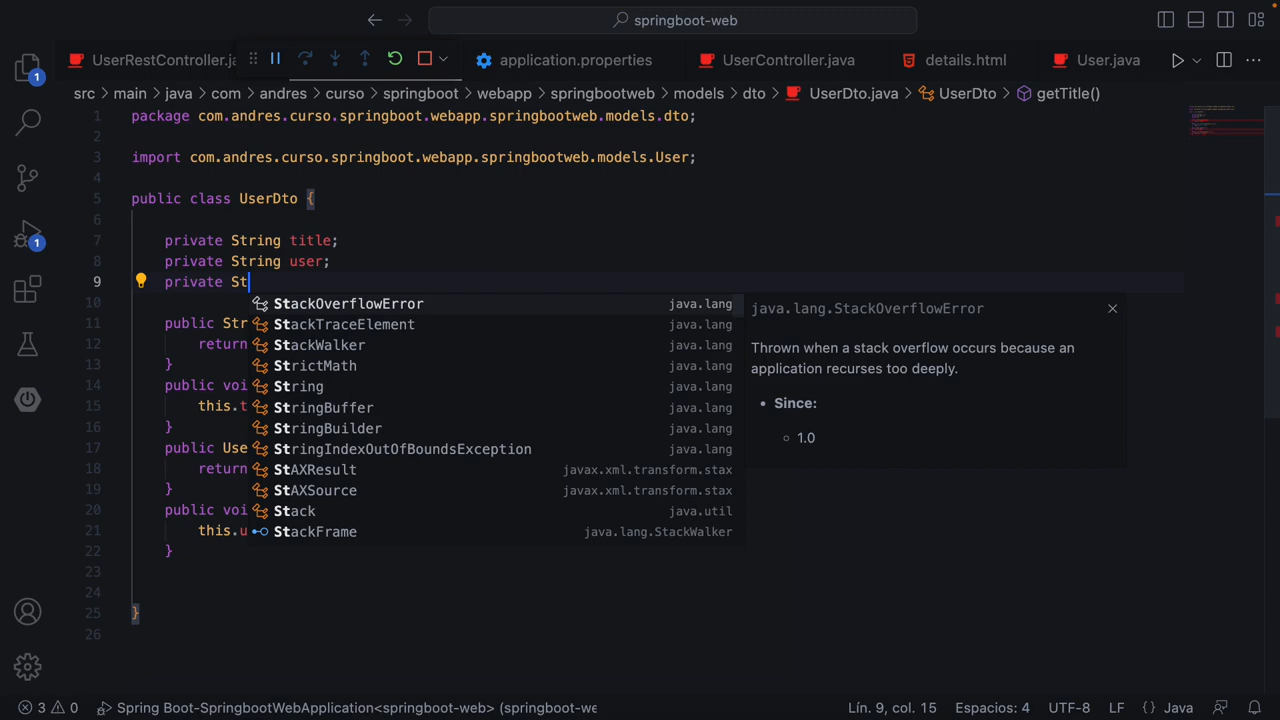 springboot-web
UserRestController.ja
application.properties
UserController.java
details.html
User.java
src > main > java > com > andres > curso > springboot > webapp > springbootweb > models > dto > UserDto.java > UserDto > getTitle()
1 package com.andres.curso.springboot.webapp.springbootweb.models.dto;
2
3 import com.andres.curso.springboot.webapp.springbootweb.models.User;
4
5 public class UserDto {
6
7 private String title;
8 private String user;
9 private St
10
11 public Str
12 return
13 }
14 public voi
15 this.t
16 }
17 public Use
18 return
19 }
20 public voi
21 this.u
22 }
23
24
25 }
26
StackOverflowError java.lang
StackTraceElement java.lang
StackWalker java.lang
StrictMath java.lang
String java.lang
StringBuffer java.lang
StringBuilder java.lang
StringIndexOutOfBoundsException java.lang
StAXResult javax.xml.transform.stax
StAXSource javax.xml.transform.stax
Stack java.util
StackFrame java.lang.StackWalker
java.lang.StackOverflowError
Thrown when a stack overflow occurs because an
application recurses too deeply.
• Since:
◦ 1.0
1
1
3 0 Spring Boot-SpringbootWebApplication<springboot-web> (springboot-we
Lín. 9, col. 15 Espacios: 4 UTF-8 LF {} Java